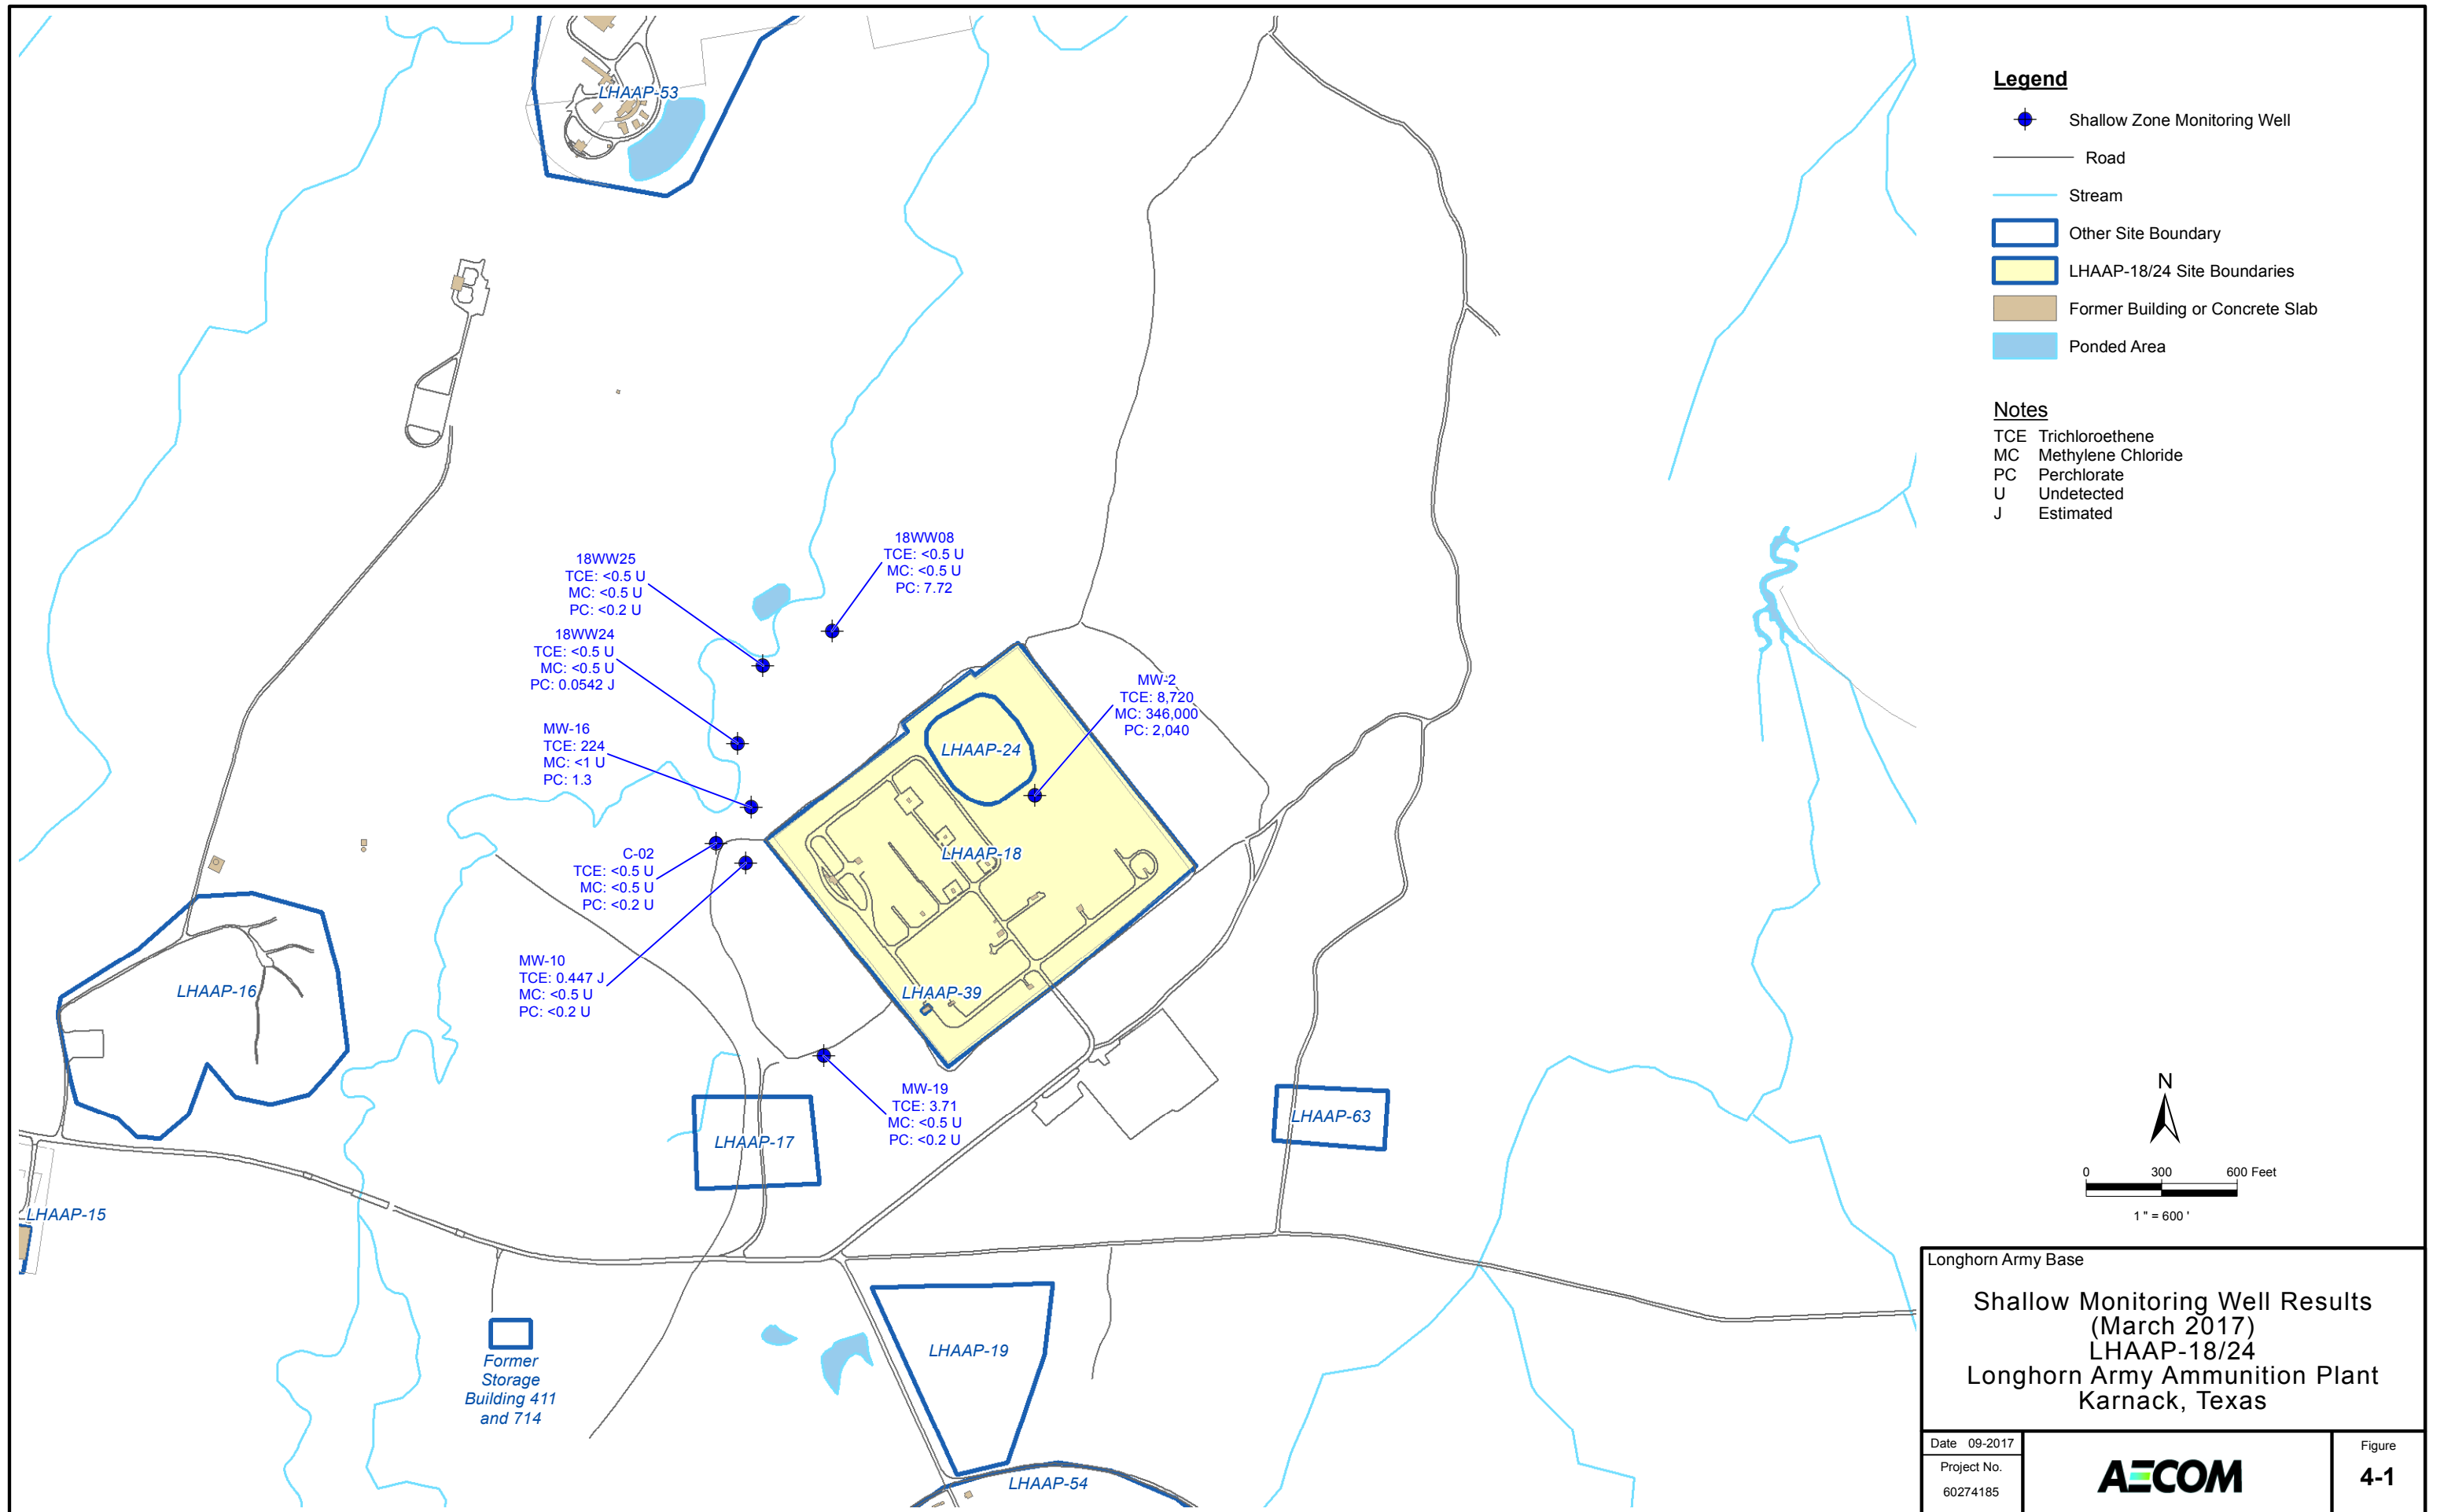 LHAAP-53
18WW08
TCE: <0.5 U
MC: <0.5 U
PC: 7.72
18WW25
TCE: <0.5 U
MC: <0.5 U
PC: <0.2 U
18WW24
TCE: <0.5 U
MC: <0.5 U
PC: 0.0542 J
MW-16
TCE: 224
MC: <1 U
PC: 1.3
MW-2
TCE: 8,720
MC: 346,000
PC: 2,040
LHAAP-24
LHAAP-18
C-02
TCE: <0.5 U
MC: <0.5 U
PC: <0.2 U
MW-10
TCE: 0.447 J
MC: <0.5 U
PC: <0.2 U
LHAAP-16
LHAAP-39
MW-19
TCE: 3.71
MC: <0.5 U
PC: <0.2 U
LHAAP-17
LHAAP-63
LHAAP-15
Former
Storage
Building 411
and 714
LHAAP-19
LHAAP-54
Legend
Shallow Zone Monitoring Well
Road
Stream
Other Site Boundary
LHAAP-18/24 Site Boundaries
Former Building or Concrete Slab
Ponded Area
Notes
TCE Trichloroethene
MC Methylene Chloride
PC Perchlorate
U Undetected
J Estimated
N
0 300 600 Feet
1 " = 600 '
Longhorn Army Base
Shallow Monitoring Well Results
(March 2017)
LHAAP-18/24
Longhorn Army Ammunition Plant
Karnack, Texas
Date 09-2017
Project No.
60274185
AECOM
Figure
4-1